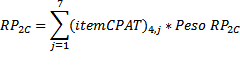 RP_{2C} = \sum_{j=1}^{7} (itemCPAT)_{4,j} * Peso RP_{2C}